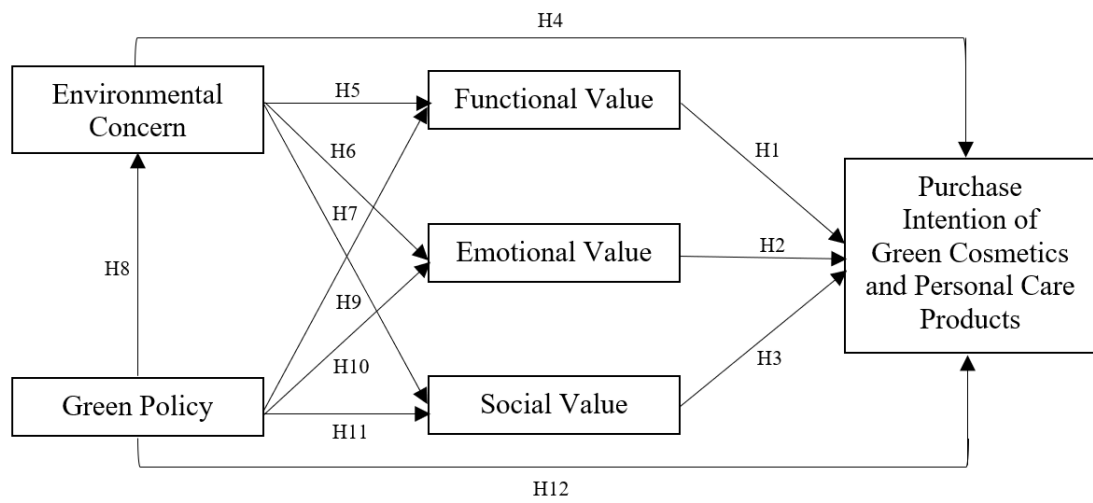 H4
Environmental
Concern
H5
Functional Value
H6
H1
H7
Purchase
Intention of
Green Cosmetics
and Personal Care
Products
Emotional Value
H2
H8
H9
H10
H3
Green Policy
H11
Social Value
H12